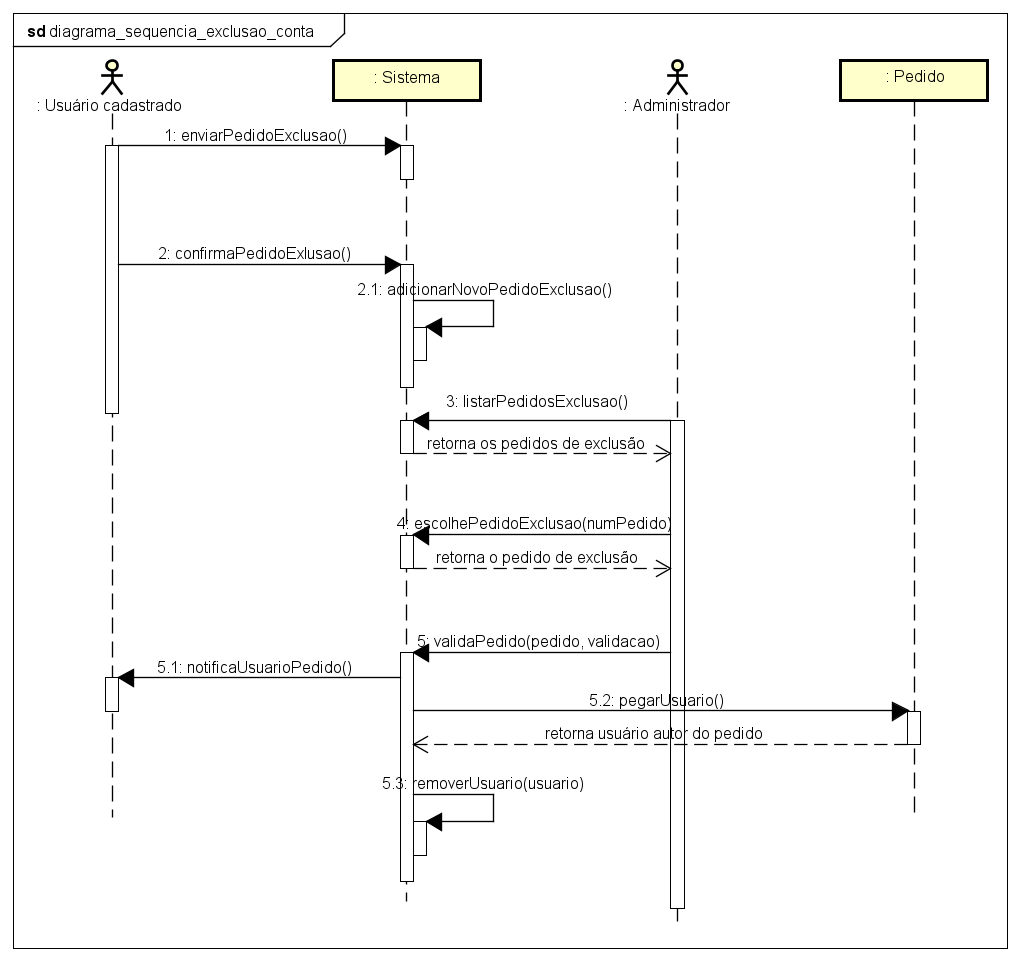 sd diagrama_sequencia_exclusao_conta
: Usuário cadastrado
: Sistema
: Administrador
: Pedido
1: enviarPedidoExclusao()
2: confirmaPedidoExlusao()
2.1: adicionarNovoPedidoExclusao()
3: listarPedidosExclusao()
retorna os pedidos de exclusão
4: escolhePedidoExclusao(numPedido)
retorna o pedido de exclusão
5: validaPedido(pedido, validacao)
5.1: notificaUsuarioPedido()
5.2: pegarUsuario()
retorna usuário autor do pedido
5.3: removerUsuario(usuario)